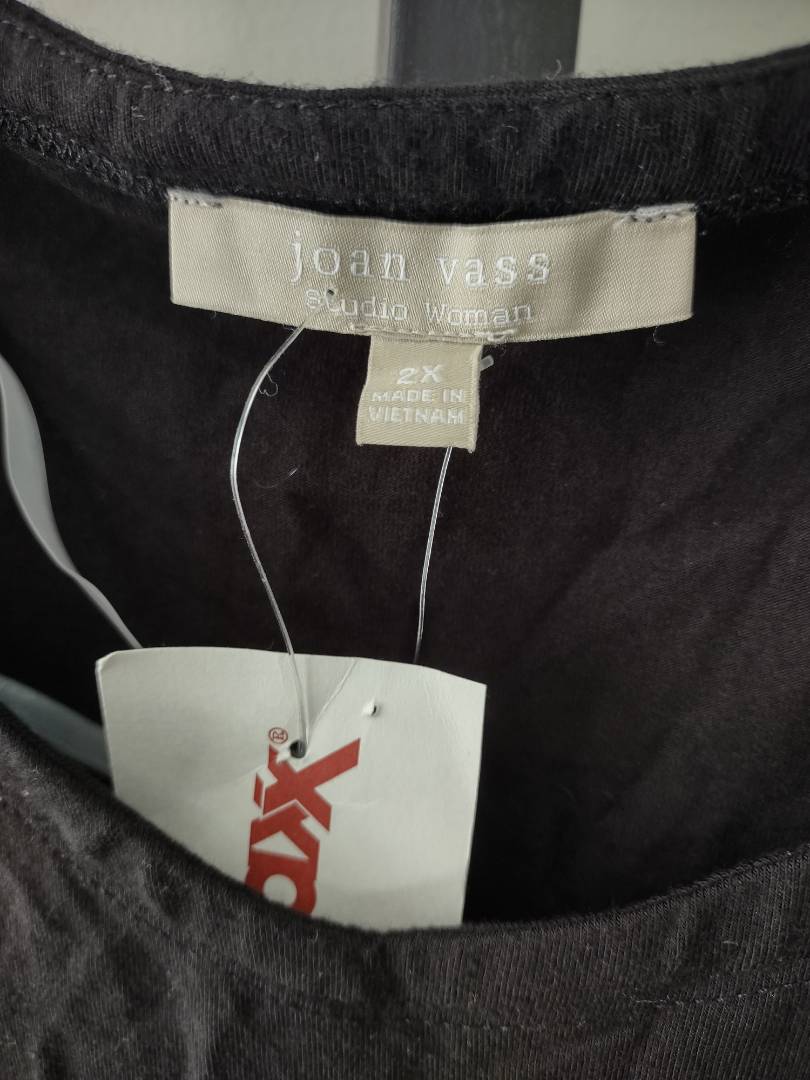 joan vass
studio Woman
2X
MADE IN
VIETNAM
®